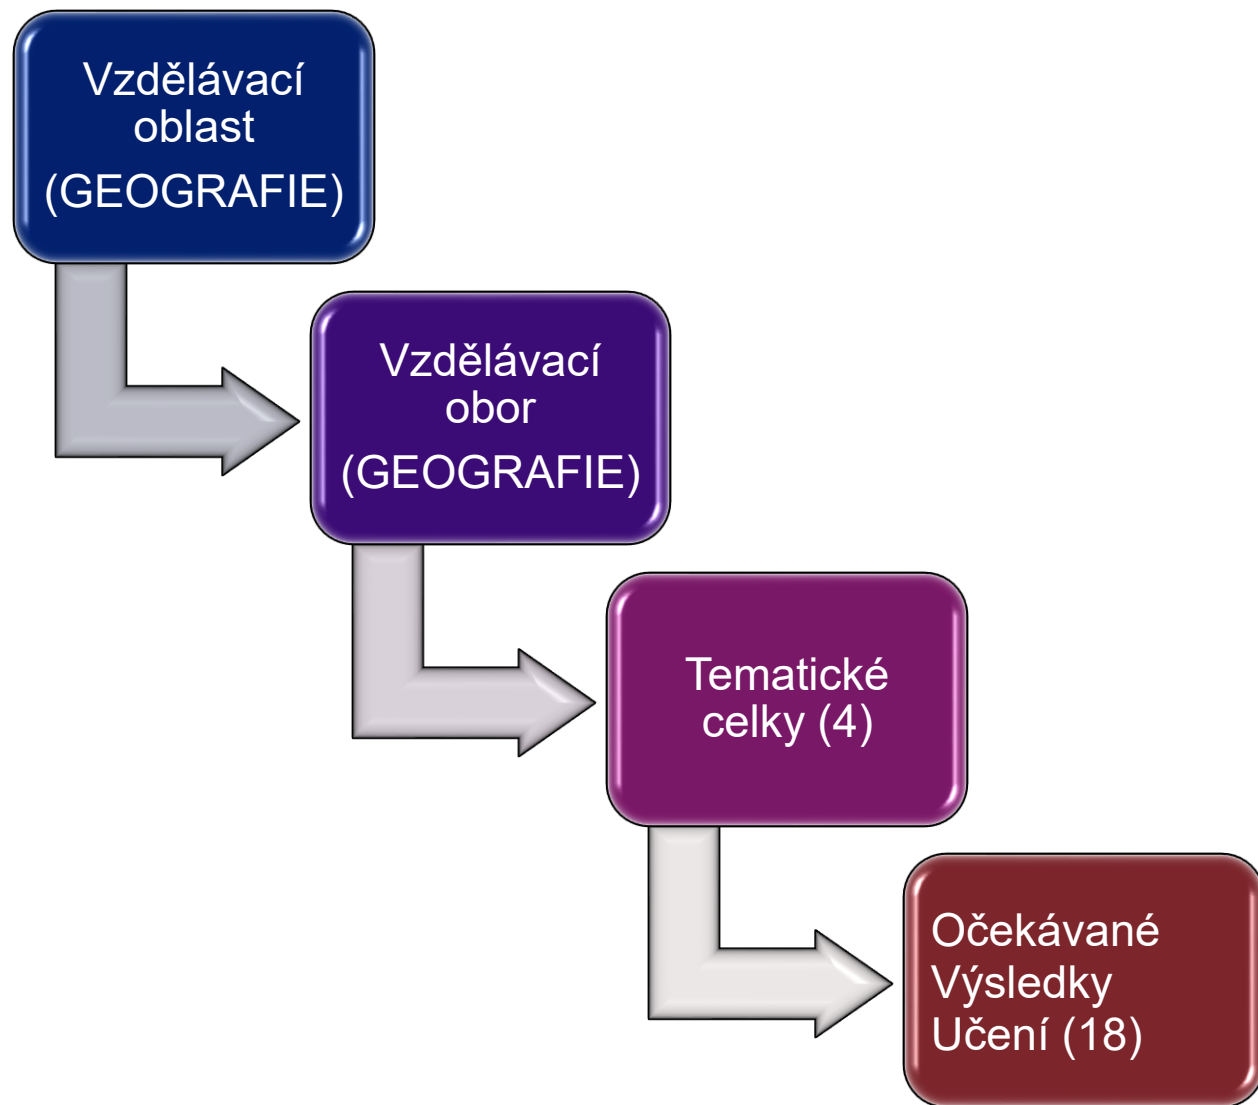 Vzdělávací
oblast
(GEOGRAFIE)
Vzdělávací
obor
(GEOGRAFIE)
Tematické
celky (4)
Očekávané
Výsledky
Učení (18)